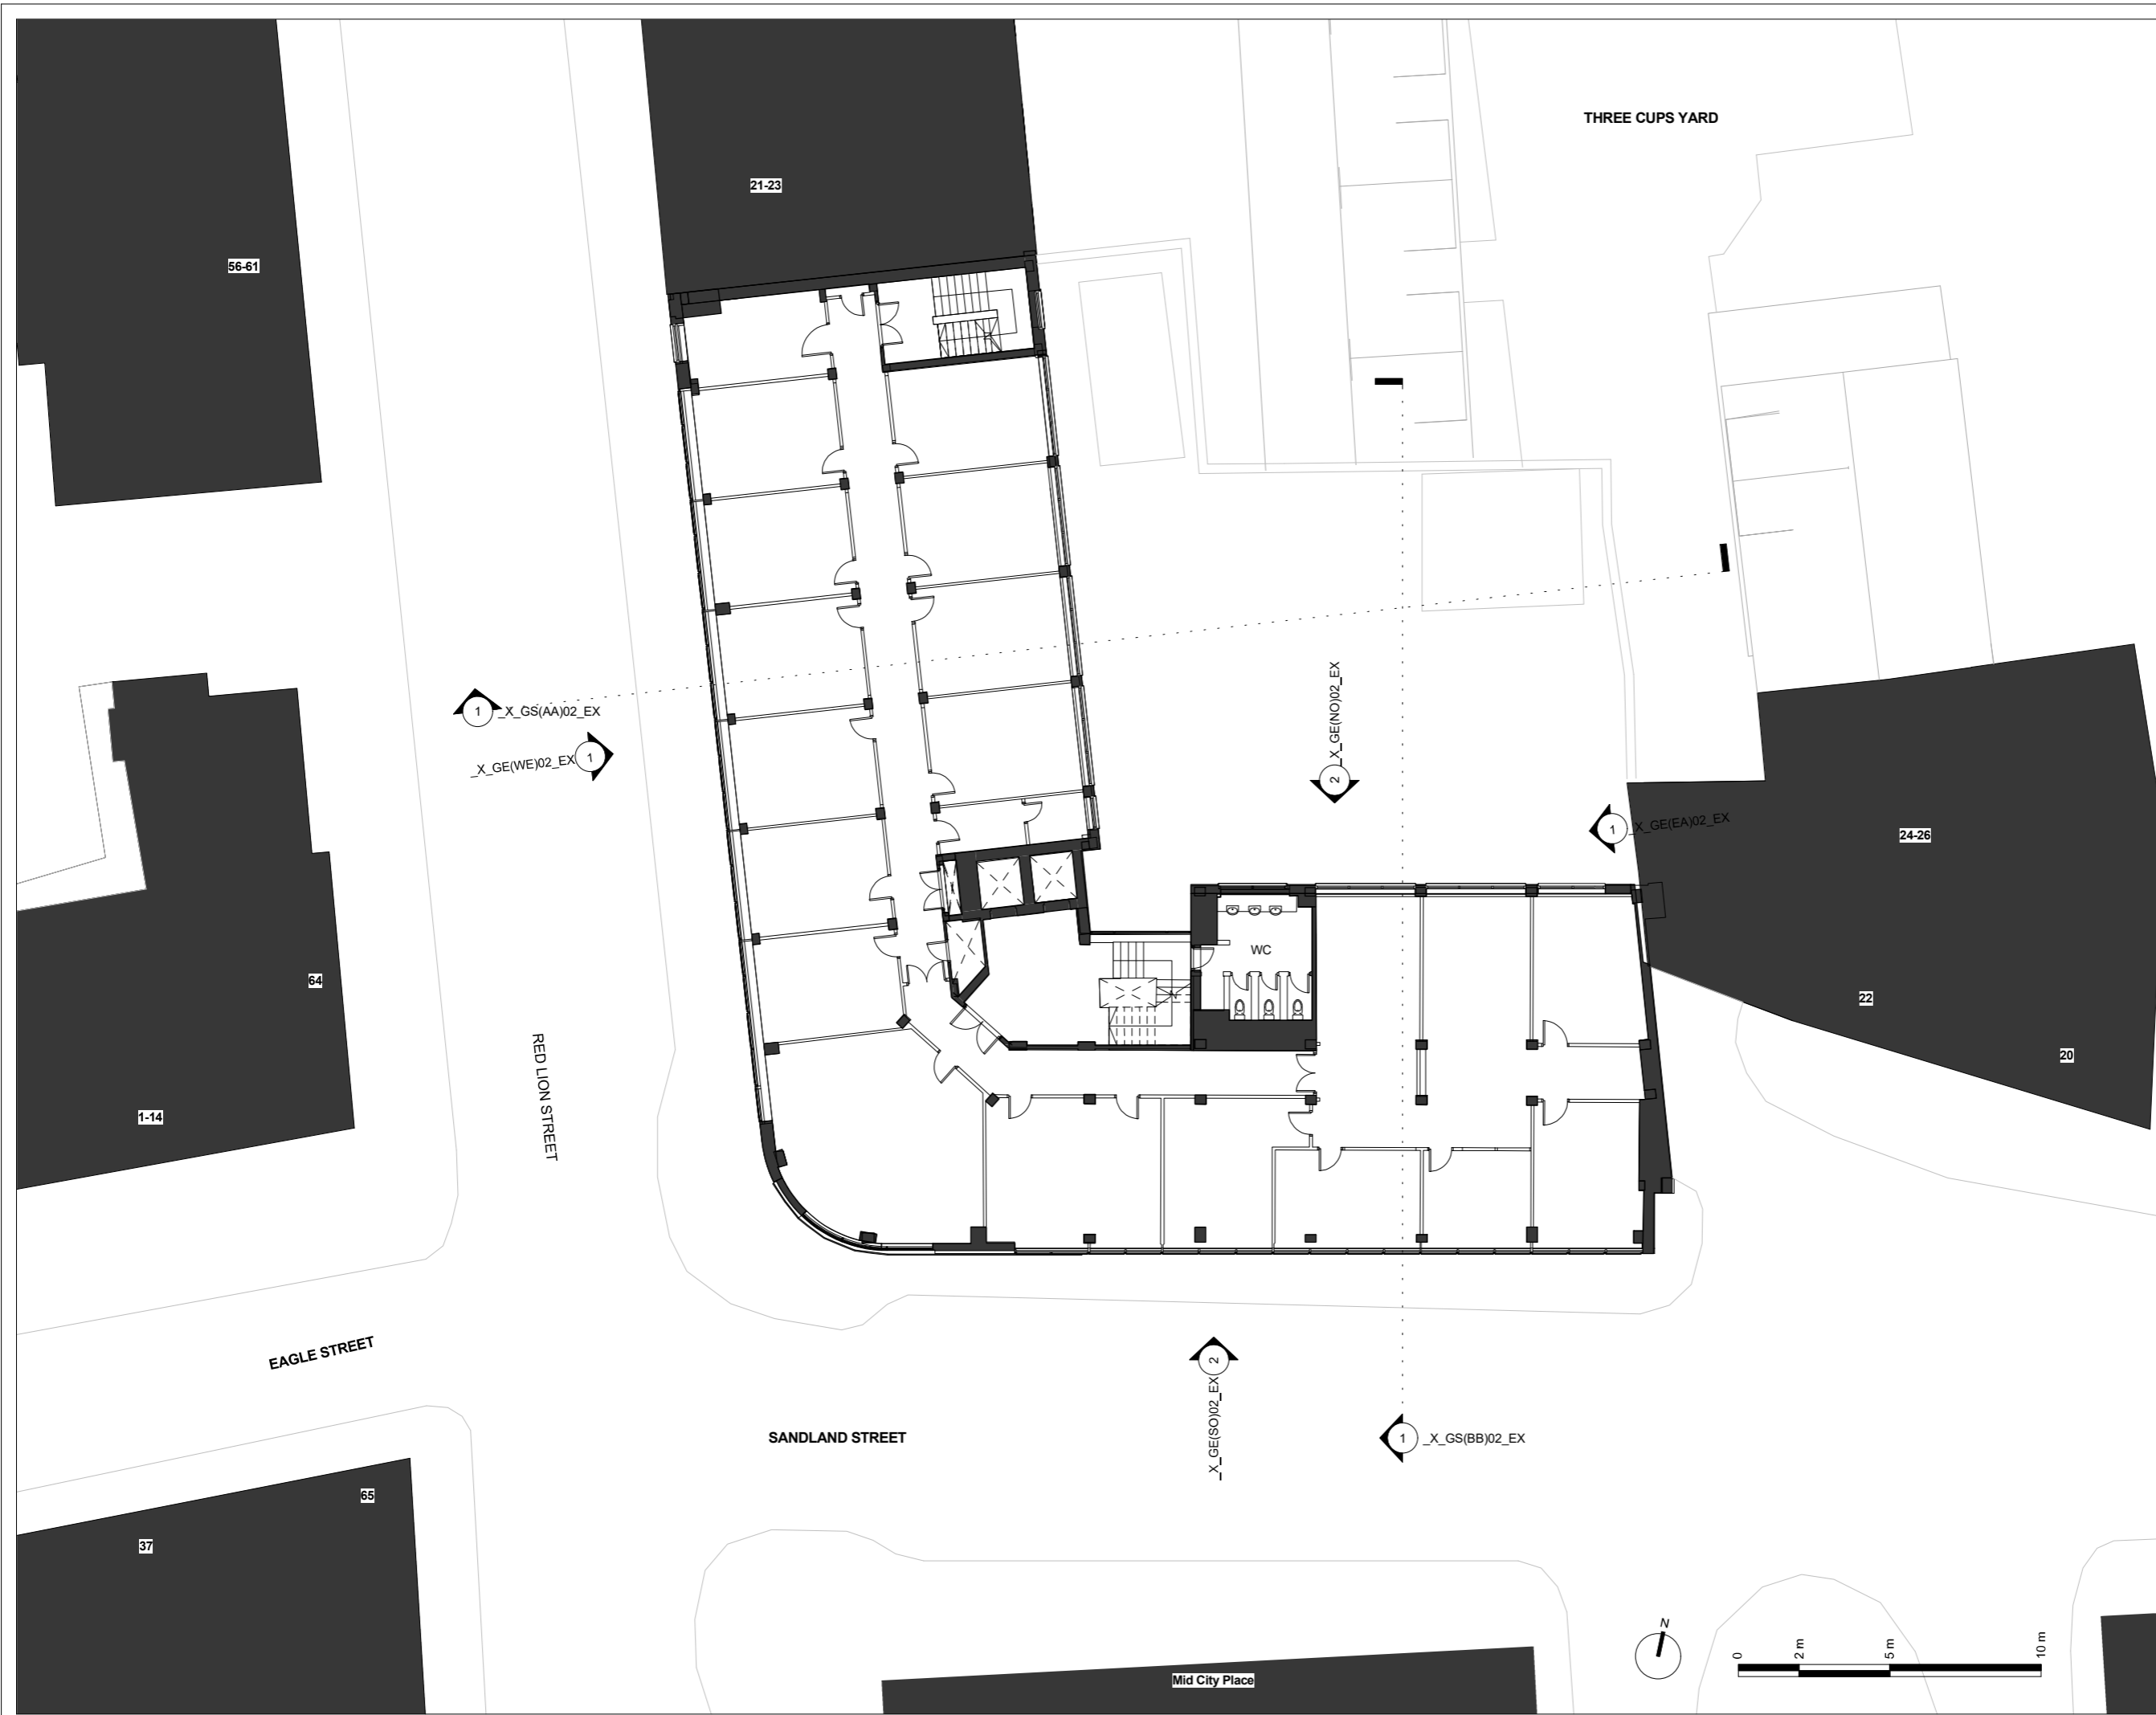 THREE CUPS YARD
21-23
56-61
1
_X_GS(AA)02_EX
_X_GE(WE)02_EX
1
2
_X_GE(NO)02_EX
1
_X_GE(EA)02_EX
24-26
WC
64
22
20
RED LION STREET
1-14
EAGLE STREET
2
_X_GE(SO)02_EX
SANDLAND STREET
1
_X_GS(BB)02_EX
65
37
Mid City Place
N
0
2 m
5 m
10 m